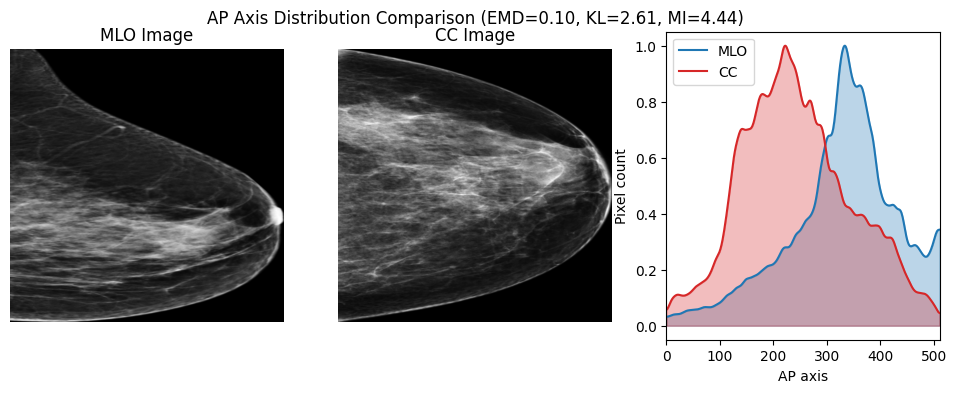 AP Axis Distribution Comparison (EMD=0.10, KL=2.61, MI=4.44)
MLO Image
CC Image
MLO
CC
Pixel count
1.0
0.8
0.6
0.4
0.2
0.0
0 100 200 300 400 500
AP axis